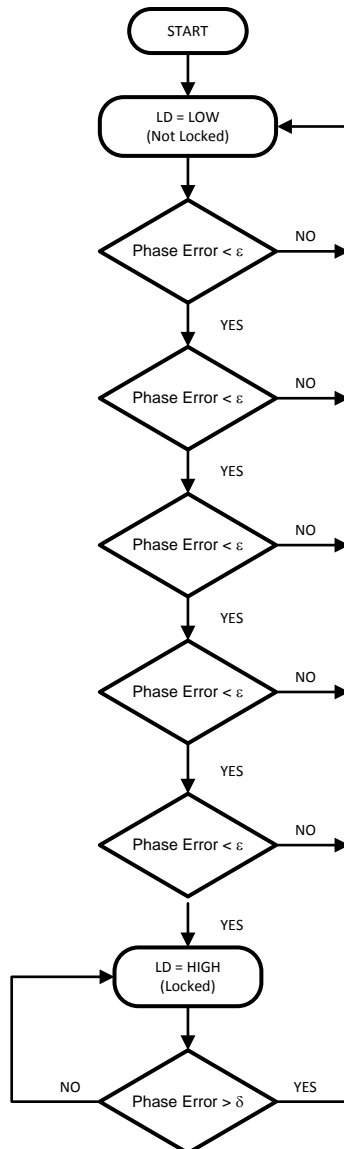 START
LD = LOW
(Not Locked)
Phase Error < ε
NO
YES
Phase Error < ε
NO
YES
Phase Error < ε
NO
YES
Phase Error < ε
NO
YES
Phase Error < ε
NO
YES
LD = HIGH
(Locked)
NO
Phase Error > δ
YES